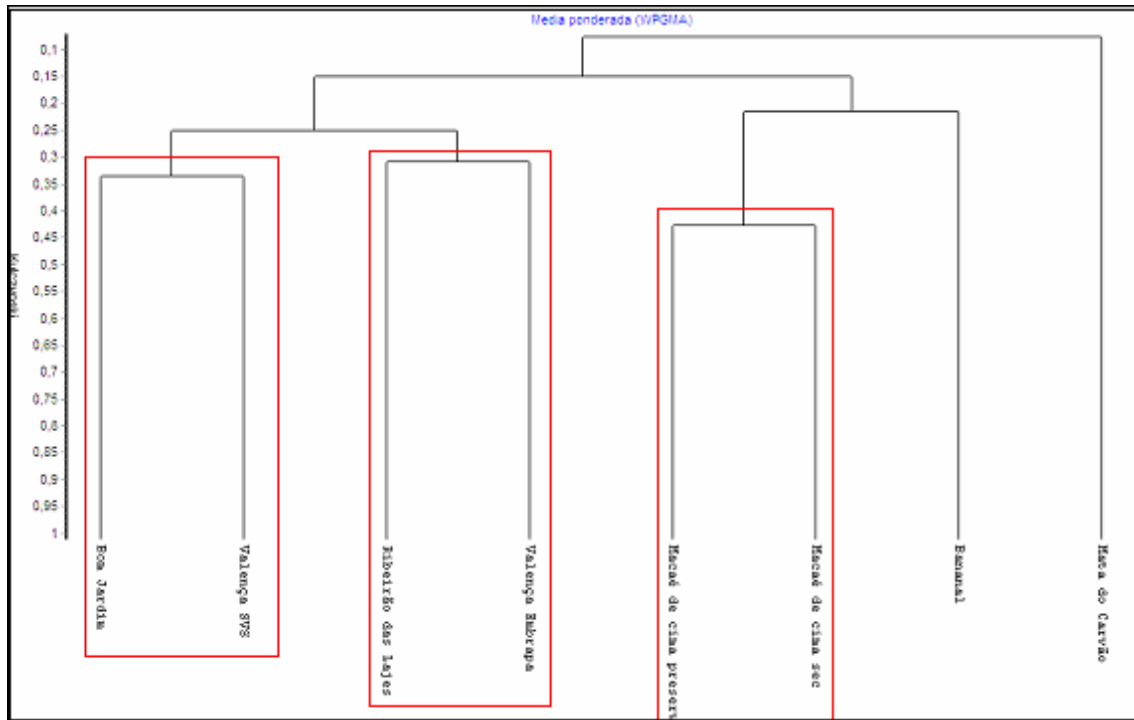 Media ponderada (WPGMA)
0,1
0,15
0,2
0,25
0,3
0,35
0,4
0,45
0,5
0,55
0,6
0,65
0,7
0,75
0,8
0,85
0,9
0,95
1
Bom Jardim
Valença SVS
Ribeirão das Lajes
Valença Embrapa
Macaé de cima preserv
Macaé de cima sec
Bananal
Mata do Carvão